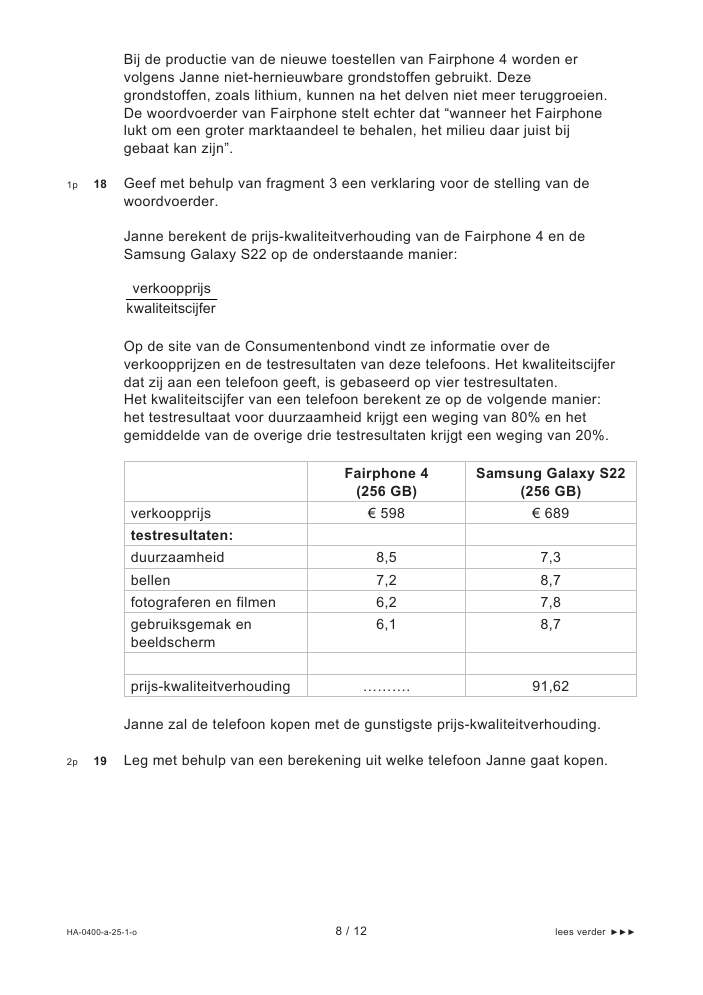 Bij de productie van de nieuwe toestellen van Fairphone 4 worden er
volgens Janne niet-hernieuwbare grondstoffen gebruikt. Deze
grondstoffen, zoals lithium, kunnen na het delven niet meer teruggroeien.
De woordvoerder van Fairphone stelt echter dat “wanneer het Fairphone
lukt om een groter marktaandeel te behalen, het milieu daar juist bij
gebaat kan zijn”.
1p 18 Geef met behulp van fragment 3 een verklaring voor de stelling van de
woordvoerder.
Janne berekent de prijs-kwaliteitverhouding van de Fairphone 4 en de
Samsung Galaxy S22 op de onderstaande manier:
verkoopprijs
kwaliteitscijfer
Op de site van de Consumentenbond vindt ze informatie over de
verkoopprijzen en de testresultaten van deze telefoons. Het kwaliteitscijfer
dat zij aan een telefoon geeft, is gebaseerd op vier testresultaten.
Het kwaliteitscijfer van een telefoon berekent ze op de volgende manier:
het testresultaat voor duurzaamheid krijgt een weging van 80% en het
gemiddelde van de overige drie testresultaten krijgt een weging van 20%.
Fairphone 4 Samsung Galaxy S22
(256 GB) (256 GB)
verkoopprijs € 598 € 689
testresultaten:
duurzaamheid 8,5 7,3
bellen 7,2 8,7
fotograferen en filmen 6,2 7,8
gebruiksgemak en 6,1 8,7
beeldscherm
prijs-kwaliteitverhouding ………. 91,62
Janne zal de telefoon kopen met de gunstigste prijs-kwaliteitverhouding.
2p 19 Leg met behulp van een berekening uit welke telefoon Janne gaat kopen.
HA-0400-a-25-1-o 8 / 12 lees verder ►►►